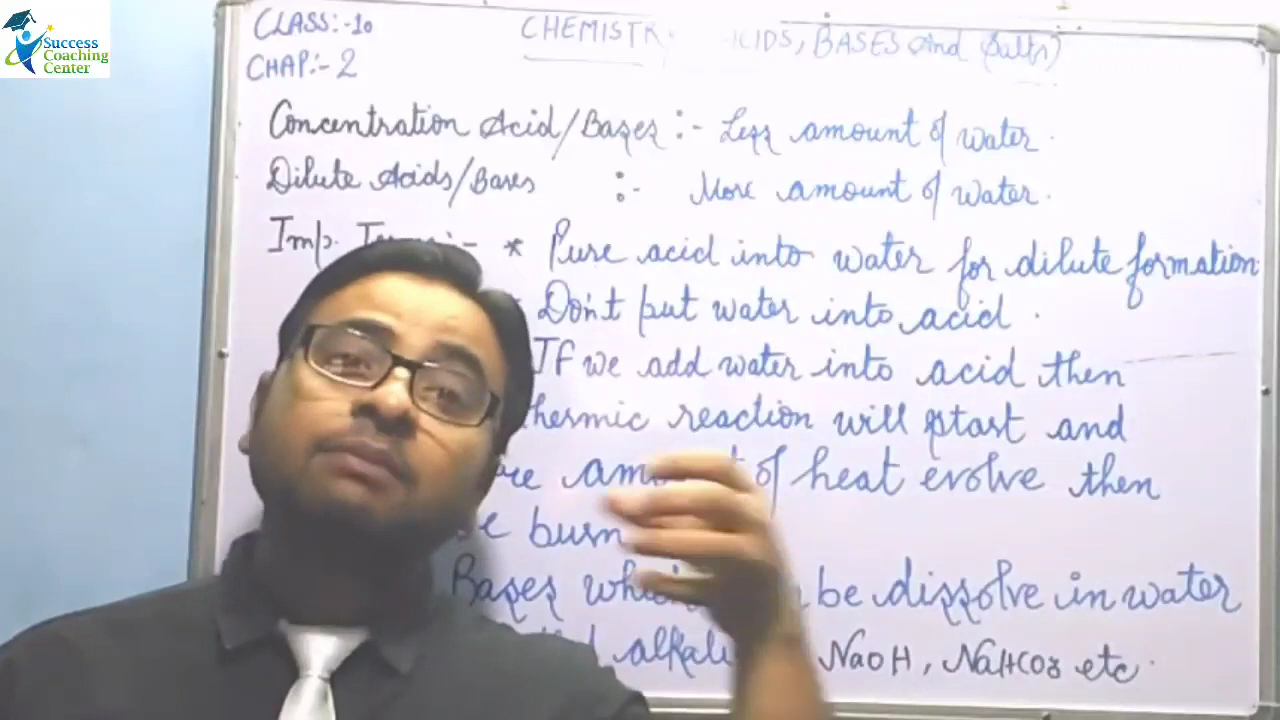 Success
Coaching
Center
CLASS:-10
CHEMISTR ACIDS, BASES And Salts)
CHAP:- 2
Concentration Acid/Bases :- Less amount of water.
Dilute Acids/Bases :- More amount of water.
Imp. :- * Pure acid into water for dilute formation
Don't put water into acid.
If we add water into acid then
thermic reaction will start and
of heat evolve then
burn
Bases be dissolve in water
alkali NaOH, NaHCO3 etc.